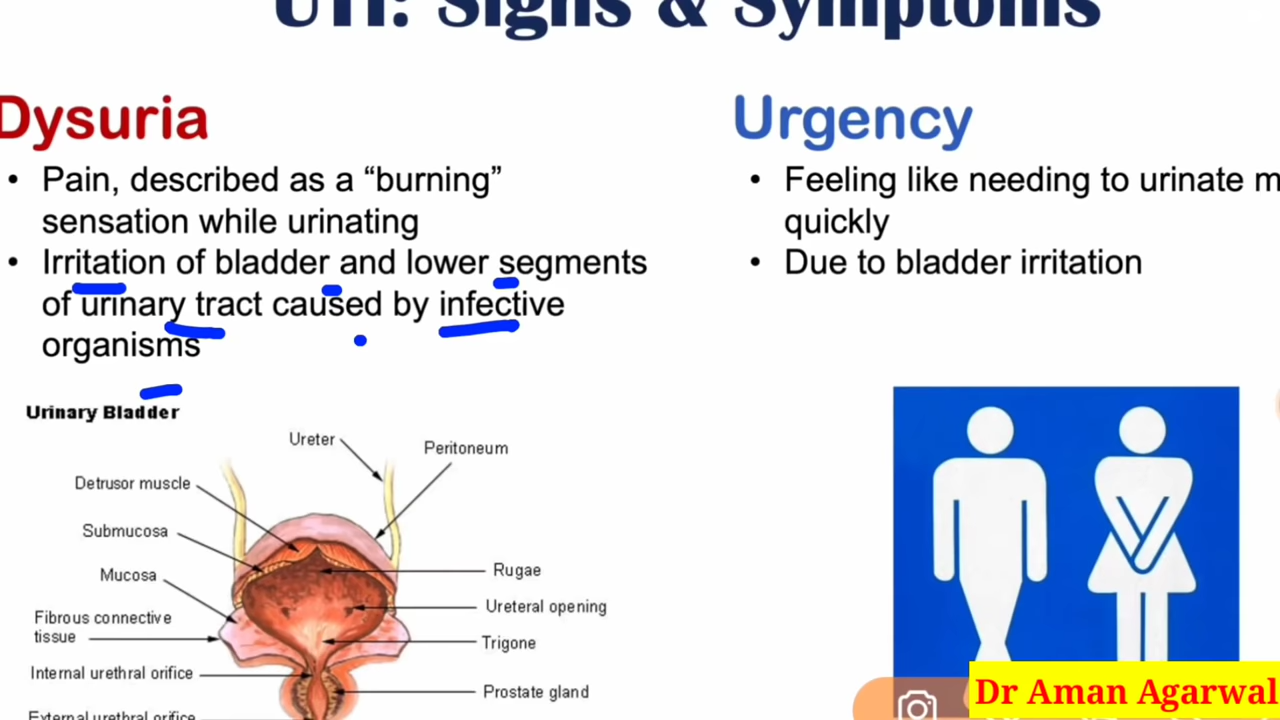 UTI: Signs & Symptoms
Dysuria
• Pain, described as a “burning”
sensation while urinating
• Irritation of bladder and lower segments
of urinary tract caused by infective
organisms
Urgency
• Feeling like needing to urinate
quickly
• Due to bladder irritation
Urinary Bladder
Ureter
Peritoneum
Detrusor muscle
Submucosa
Mucosa
Fibrous connective
tissue
Internal urethral orifice
External urethral orifice
Rugae
Ureteral opening
Trigone
Prostate gland
Dr Aman Agarwal